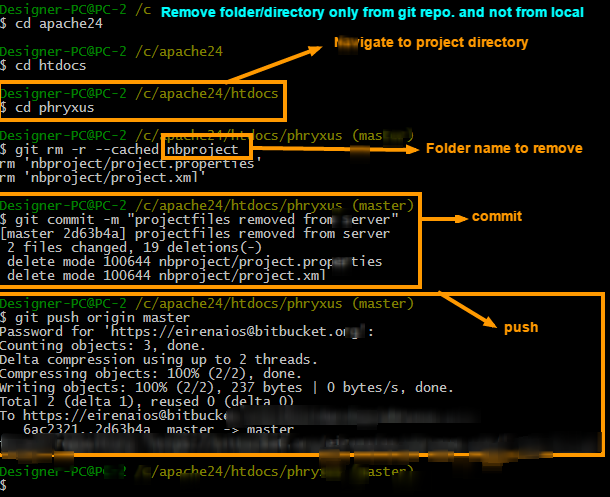 Designer-PC@PC-2 /c Remove folder/directory only from git repo. and not from local
$ cd apache24
Designer-PC@PC-2 /c/apache24
$ cd htdocs
Navigate to project directory
Designer-PC@PC-2 /c/apache24/htdocs
$ cd phryxus
Designer-PC@PC-2 /c/apache24/htdocs/phryxus (master)
$ git rm -r --cached nbproject
Folder name to remove
rm 'nbproject/project.properties'
rm 'nbproject/project.xml'
Designer-PC@PC-2 /c/apache24/htdocs/phryxus (master)
$ git commit -m "projectfiles removed from server"
commit
[master 2d63b4a] projectfiles removed from server
2 files changed, 19 deletions(-)
delete mode 100644 nbproject/project.properties
delete mode 100644 nbproject/project.xml
Designer-PC@PC-2 /c/apache24/htdocs/phryxus (master)
$ git push origin master
push
Password for 'https://eirenaios@bitbucket.org':
Counting objects: 3, done.
Delta compression using up to 2 threads.
Compressing objects: 100% (2/2), done.
Writing objects: 100% (2/2), 237 bytes | 0 bytes/s, done.
Total 2 (delta 1), reused 0 (delta 0)
To https://eirenaios@bitbucke
6ac2321..2d63b4a master -> master
Designer-PC@PC-2 /c/apache24/htdocs/phryxus (master)
$